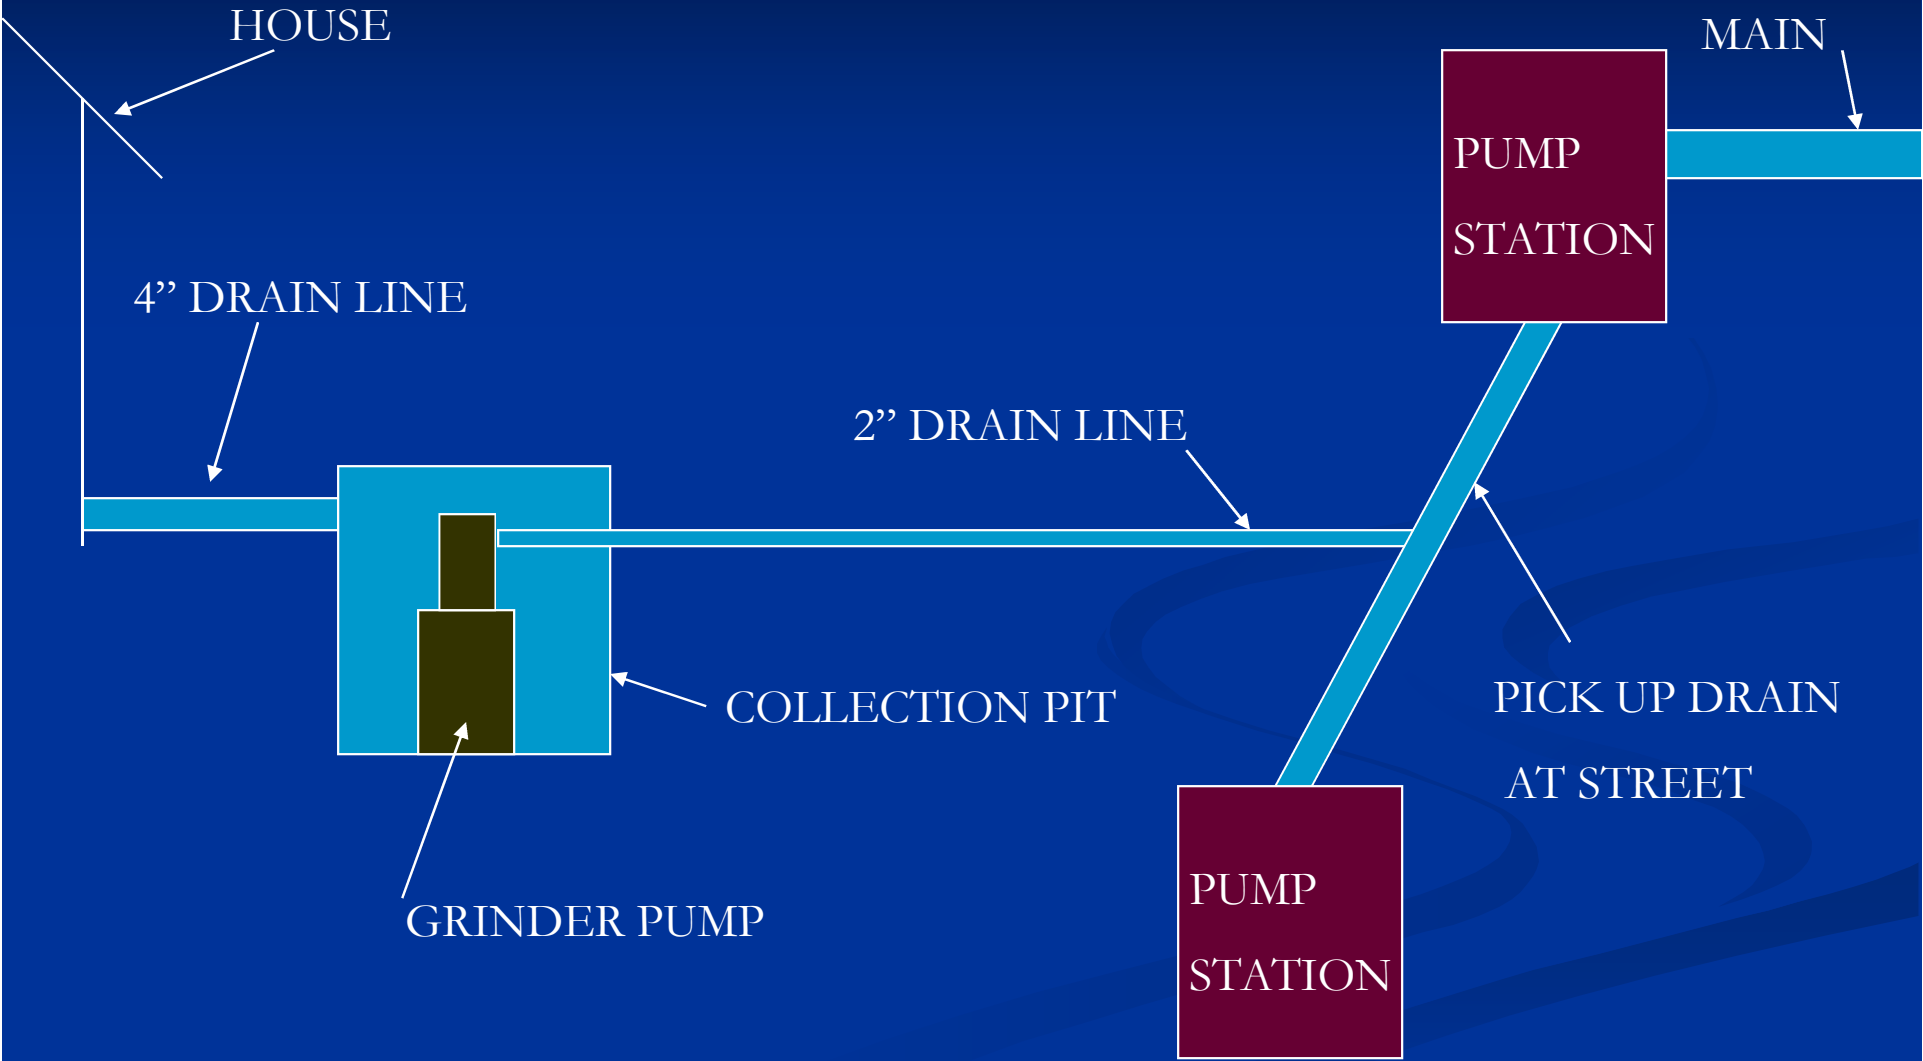 HOUSE
MAIN
PUMP
STATION
4” DRAIN LINE
2” DRAIN LINE
COLLECTION PIT
PICK UP DRAIN
AT STREET
GRINDER PUMP
PUMP
STATION